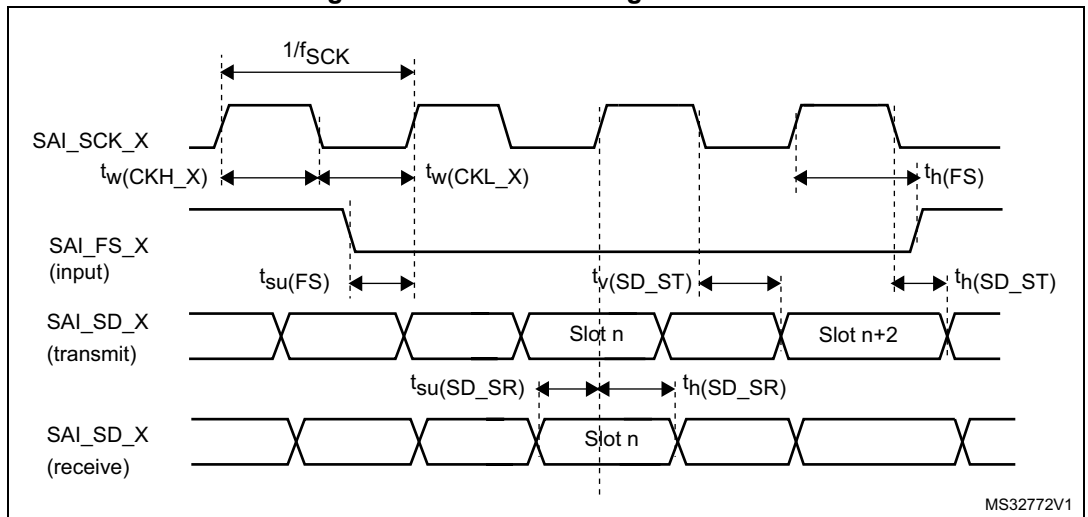 1/fSCK
SAI_SCK_X
tw(CKH_X)
tw(CKL_X)
th(FS)
SAI_FS_X
(input)
tsu(FS)
tv(SD_ST)
th(SD_ST)
SAI_SD_X
(transmit)
Slot n
Slot n+2
tsu(SD_SR)
th(SD_SR)
SAI_SD_X
(receive)
Slot n
MS32772V1